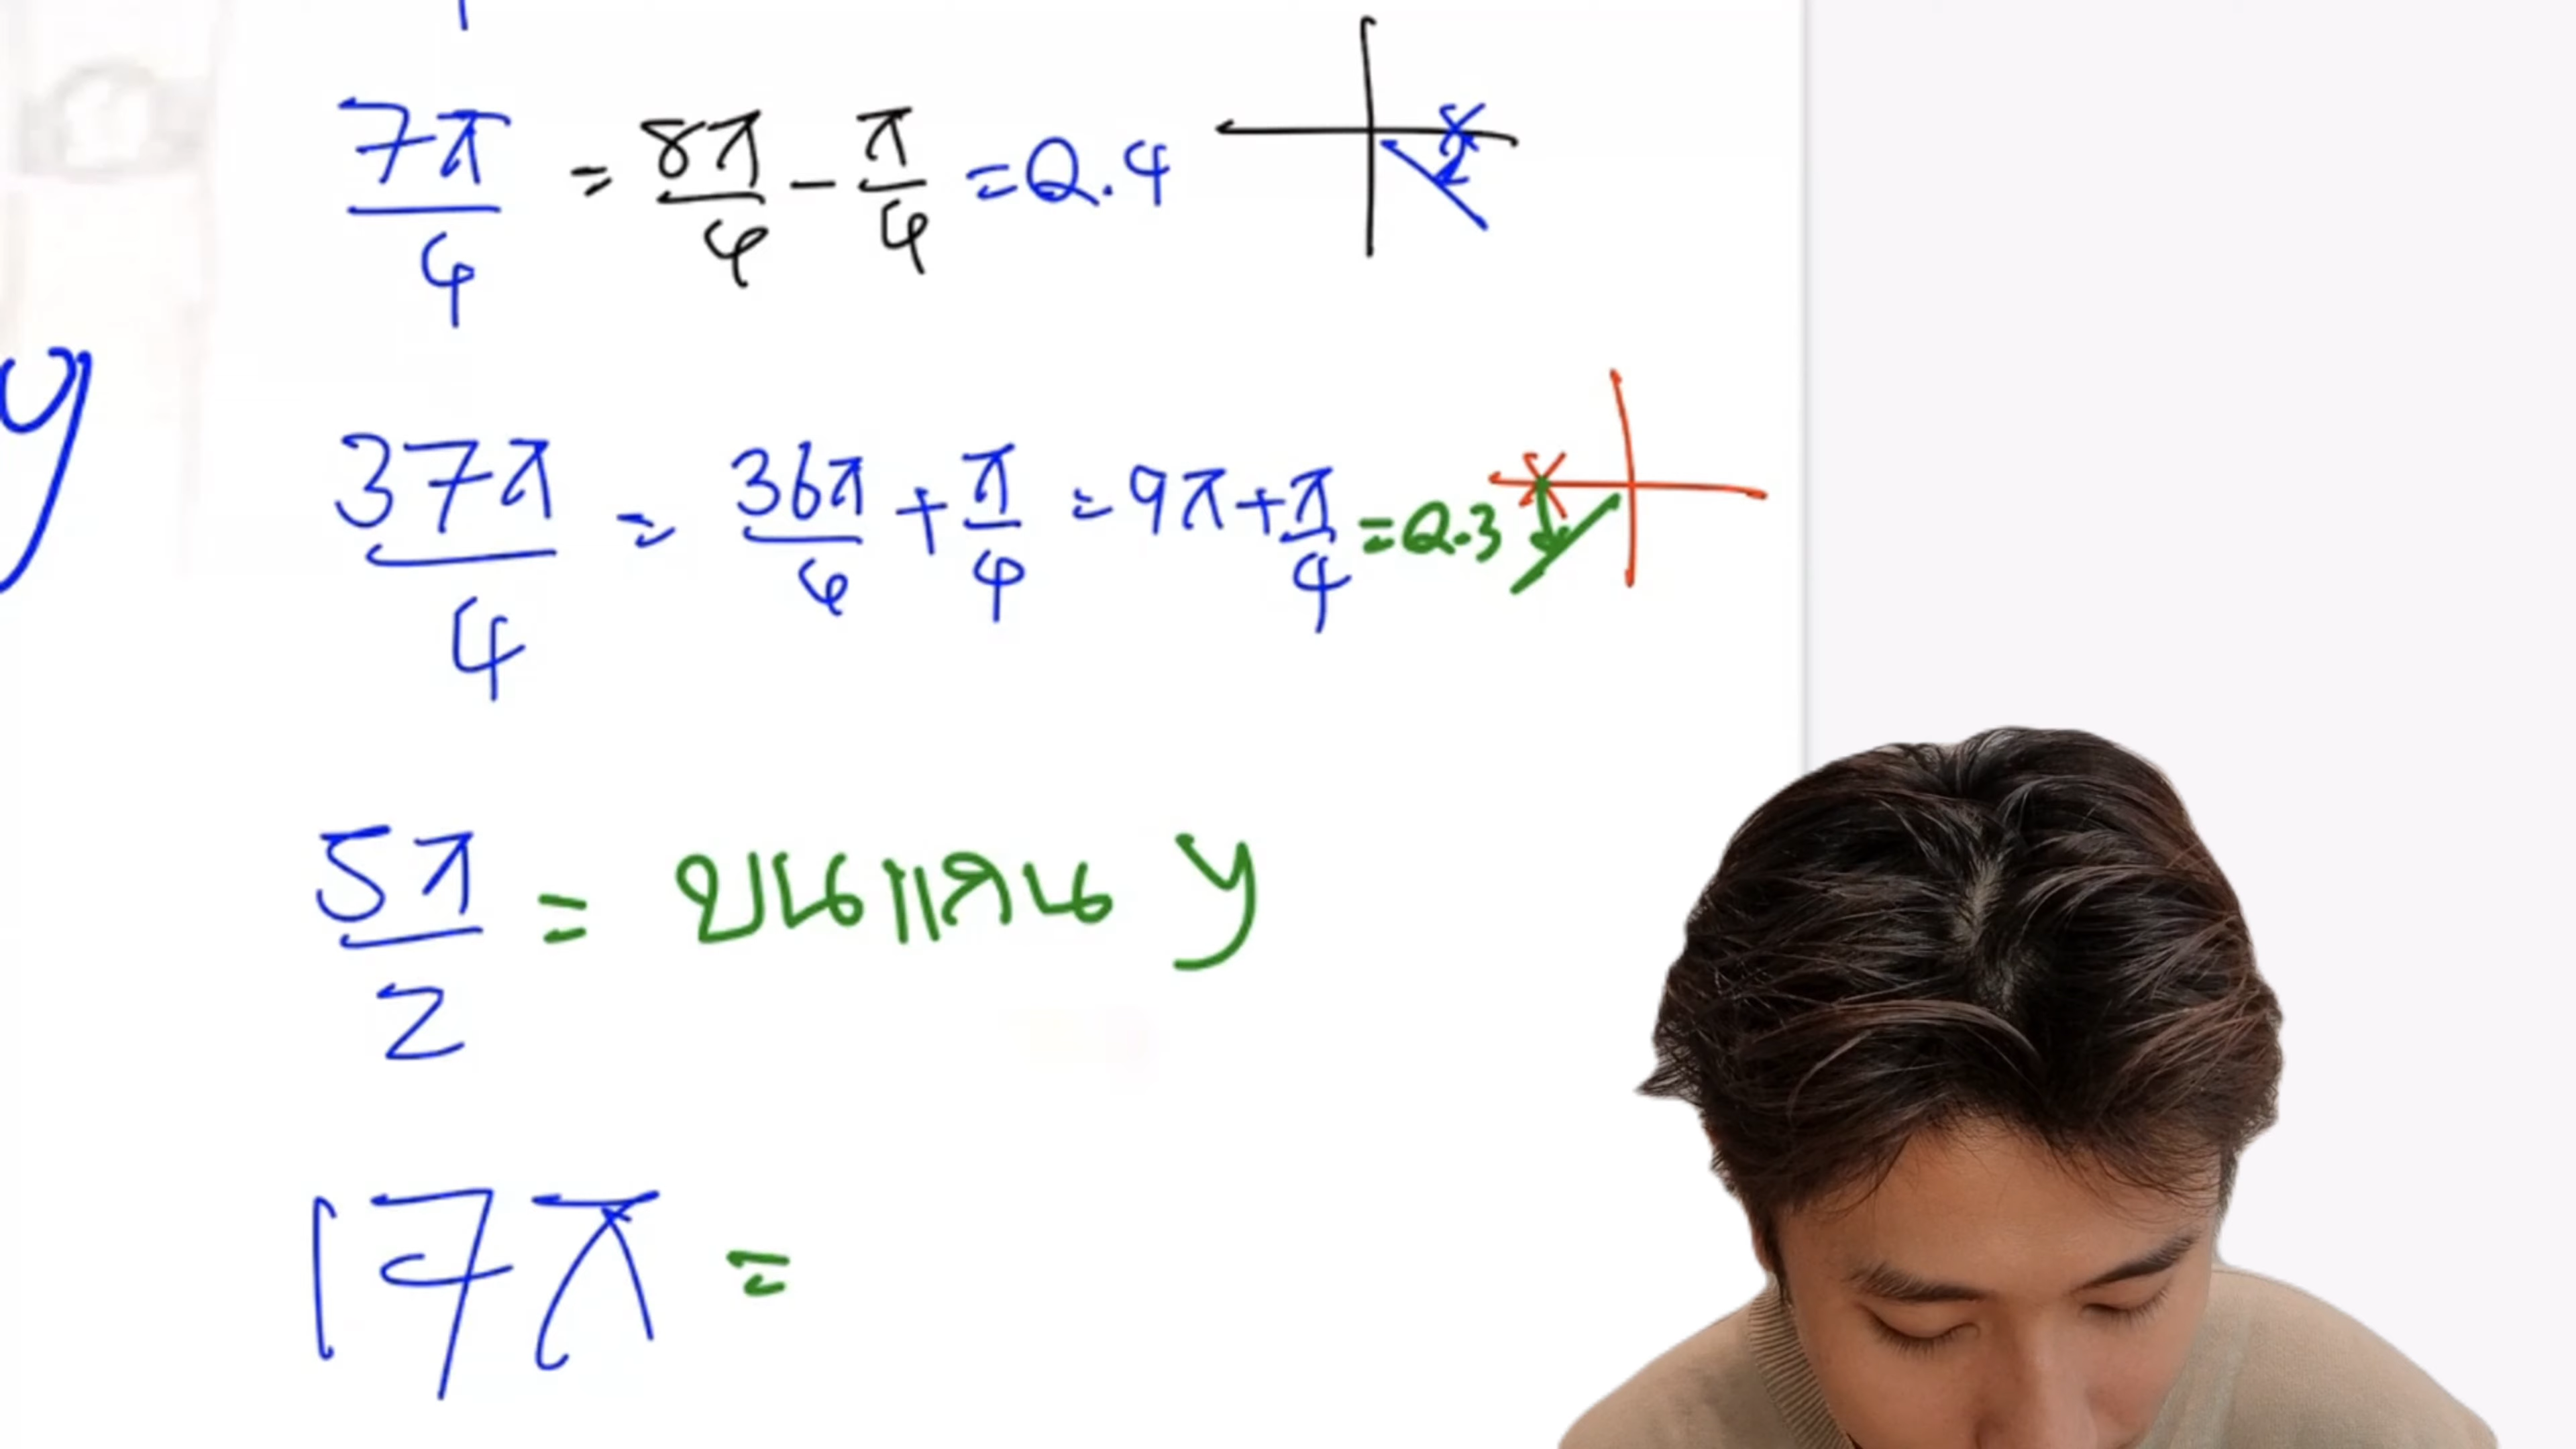 7π/4 = 8π/4 - π/4 = Q.4
y
37π/4 = 36π/4 + π/4 = 9π + π/4 = Q.3
5π/2 = บนแกน y
17π =